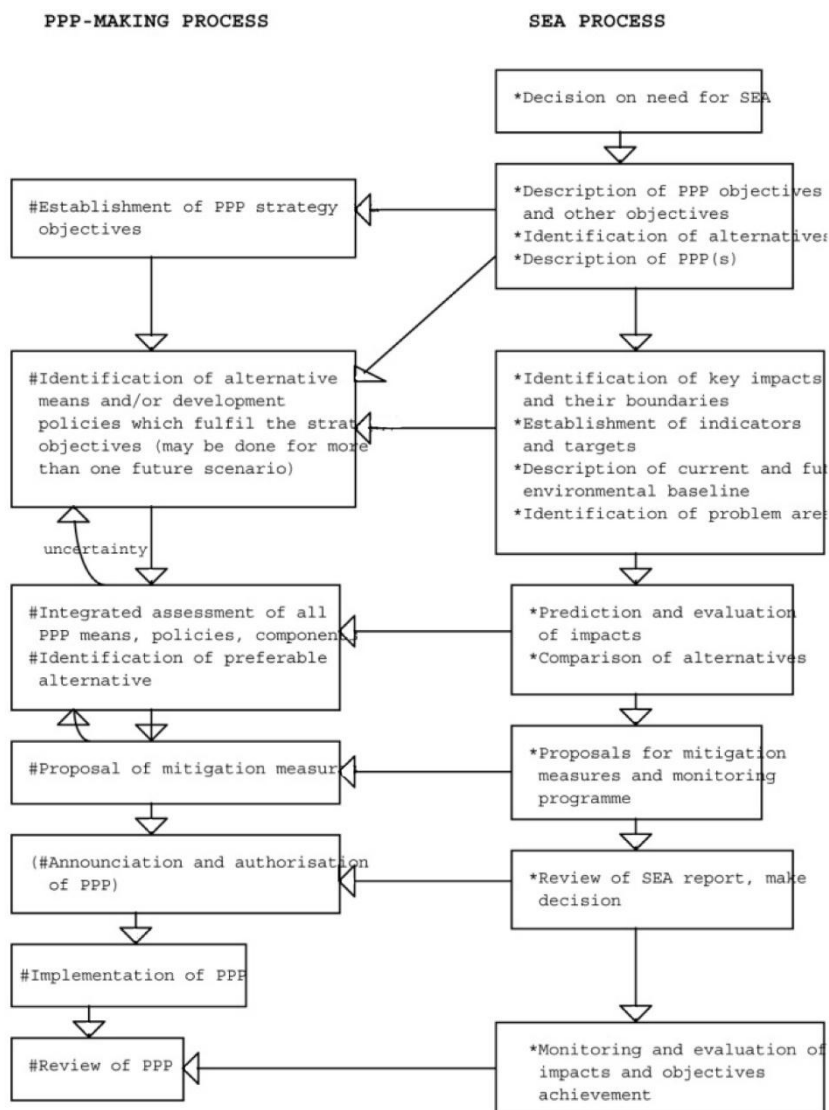 PPP-MAKING PROCESS
SEA PROCESS
*Decision on need for SEA
#Establishment of PPP strategy
objectives
*Description of PPP objectives
and other objectives
*Identification of alternatives
*Description of PPP(s)
#Identification of alternative
means and/or development
policies which fulfil the strat
objectives (may be done for more
than one future scenario)
*Identification of key impacts
and their boundaries
*Establishment of indicators
and targets
*Description of current and fu
environmental baseline
*Identification of problem are
uncertainty
#Integrated assessment of all
PPP means, policies, components
#Identification of preferable
alternative
*Prediction and evaluation
of impacts
*Comparison of alternatives
#Proposal of mitigation measures
*Proposals for mitigation
measures and monitoring
programme
(#Announciation and authorisation
of PPP)
*Review of SEA report, make
decision
#Implementation of PPP
#Review of PPP
*Monitoring and evaluation of
impacts and objectives
achievement